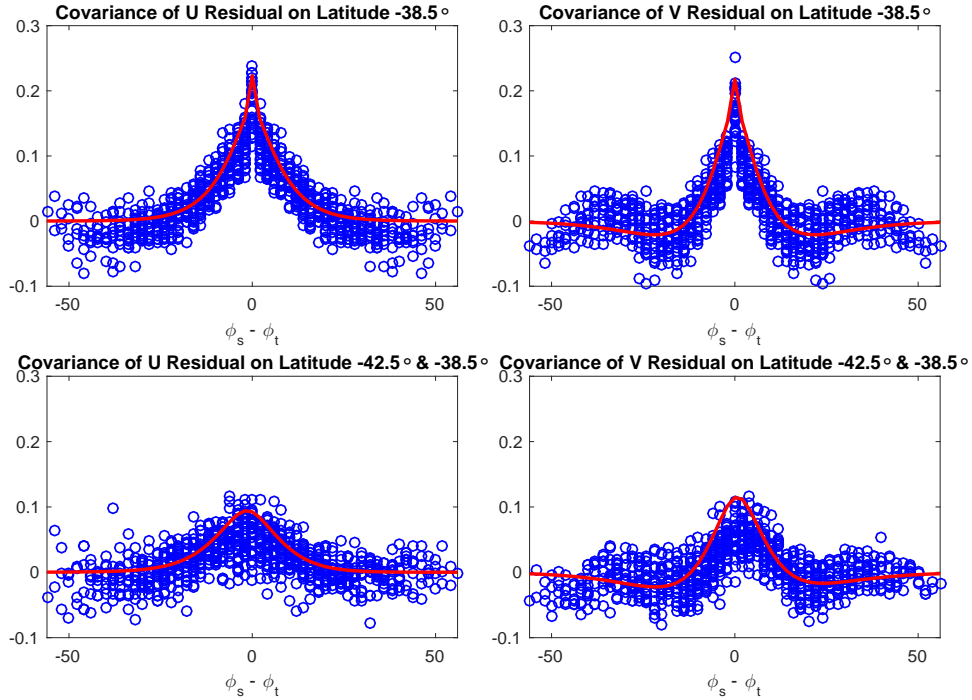 Covariance of U Residual on Latitude -38.5°
0.3
0.2
0.1
0
-0.1
-50 0 50
ϕs - ϕt
Covariance of V Residual on Latitude -38.5°
0.3
0.2
0.1
0
-0.1
-50 0 50
ϕs - ϕt
Covariance of U Residual on Latitude -42.5° & -38.5°
0.3
0.2
0.1
0
-0.1
-50 0 50
ϕs - ϕt
Covariance of V Residual on Latitude -42.5° & -38.5°
0.3
0.2
0.1
0
-0.1
-50 0 50
ϕs - ϕt